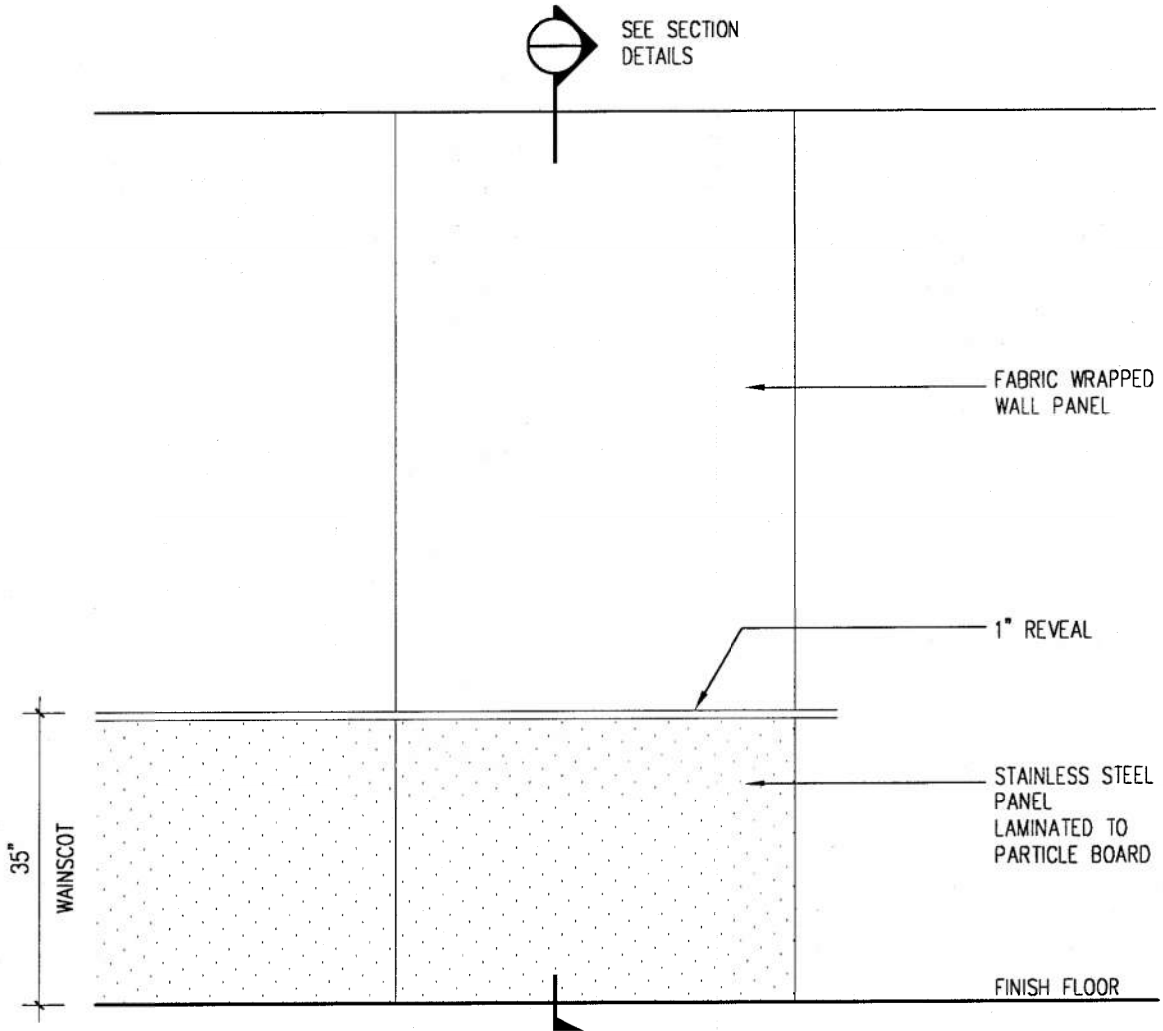 SEE SECTION
DETAILS
FABRIC WRAPPED
WALL PANEL
1" REVEAL
STAINLESS STEEL
PANEL
LAMINATED TO
PARTICLE BOARD
35"
WAINSCOT
FINISH FLOOR